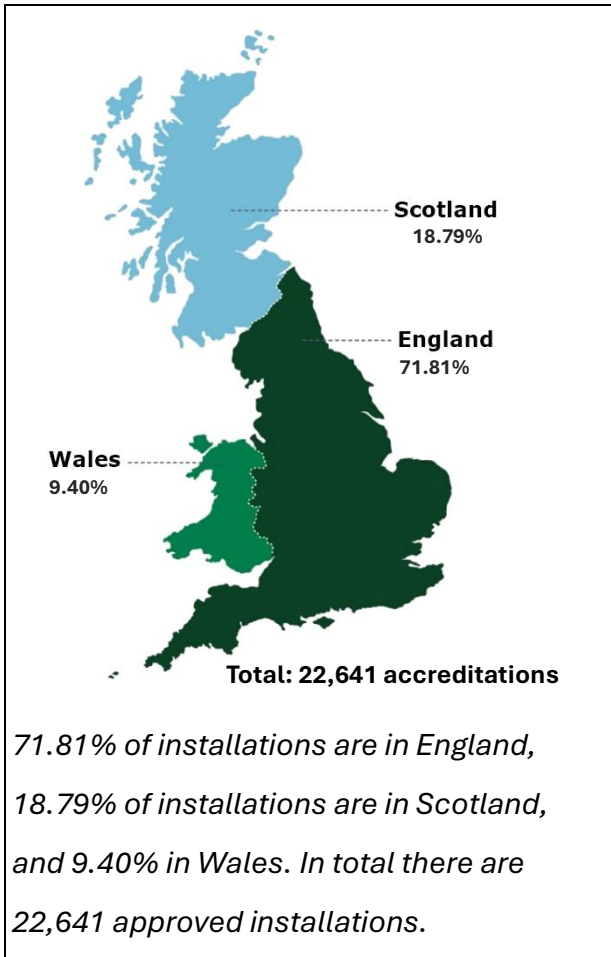 Scotland
18.79%
England
71.81%
Wales
9.40%
Total: 22,641 accreditations
71.81% of installations are in England,
18.79% of installations are in Scotland,
and 9.40% in Wales. In total there are
22,641 approved installations.